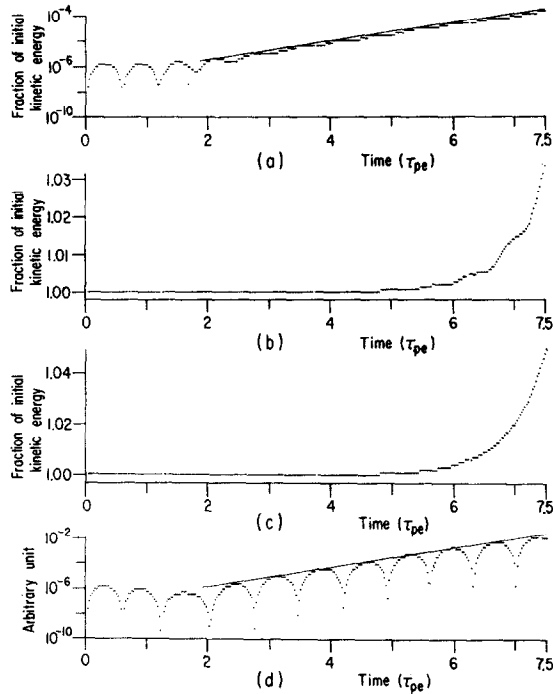 Fraction of initial
kinetic energy
10⁻⁴
10⁻⁶
10⁻¹⁰
0 2 4 6 7.5
(a) Time (τpe)
Fraction of initial
kinetic energy
1.03
1.02
1.01
1.00
0 2 4 6 7.5
(b) Time (τpe)
Fraction of initial
kinetic energy
1.04
1.02
1.00
0 2 4 6 7.5
(c) Time (τpe)
Arbitrary unit
10⁻²
10⁻⁶
10⁻¹⁰
0 2 4 6 7.5
(d) Time (τpe)